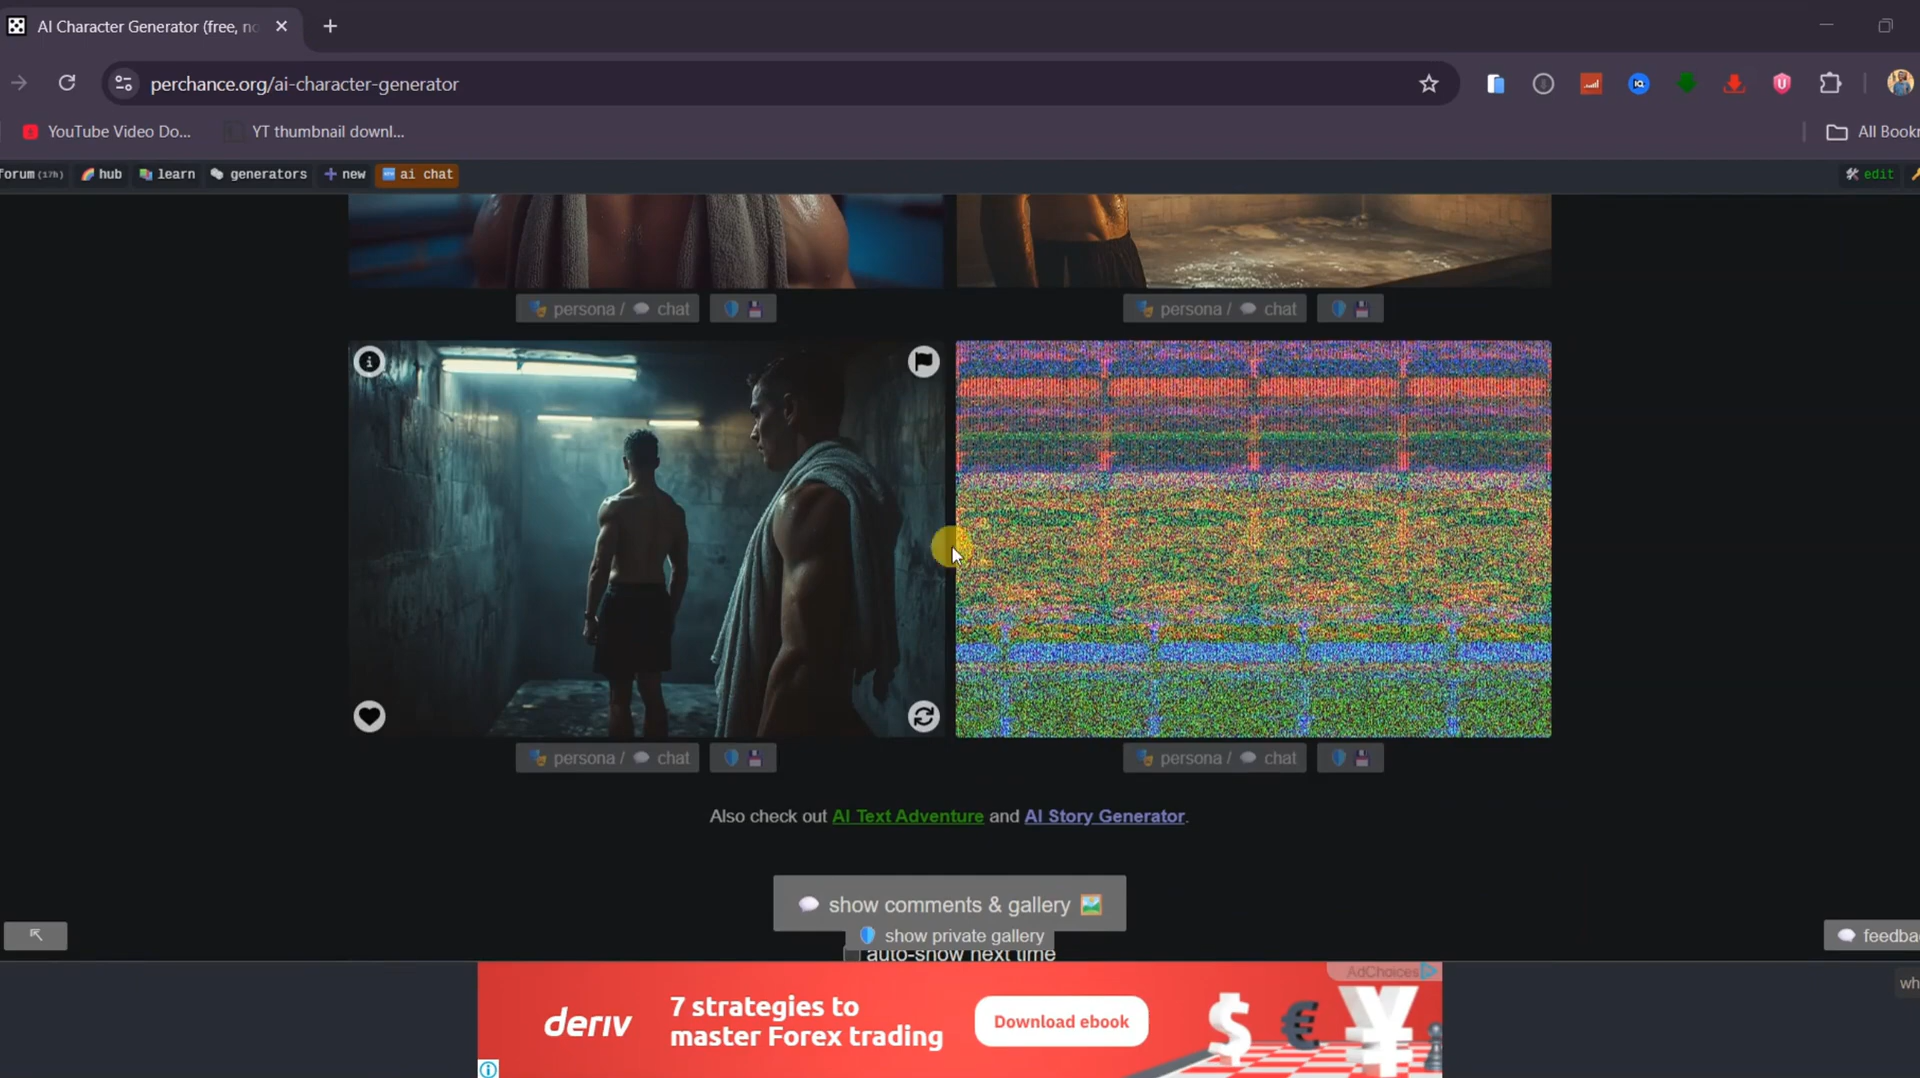 AI Character Generator (free, no
perchance.org/ai-character-generator
YouTube Video Do...
YT thumbnail downl...
All Bookr
forum (17h)
hub
learn
generators
new
ai chat
edit
persona / chat
persona / chat
persona / chat
persona / chat
Also check out AI Text Adventure and AI Story Generator.
show comments & gallery
show private gallery
auto-show next time
feedba
AdChoices
deriv
7 strategies to
master Forex trading
Download ebook
wh